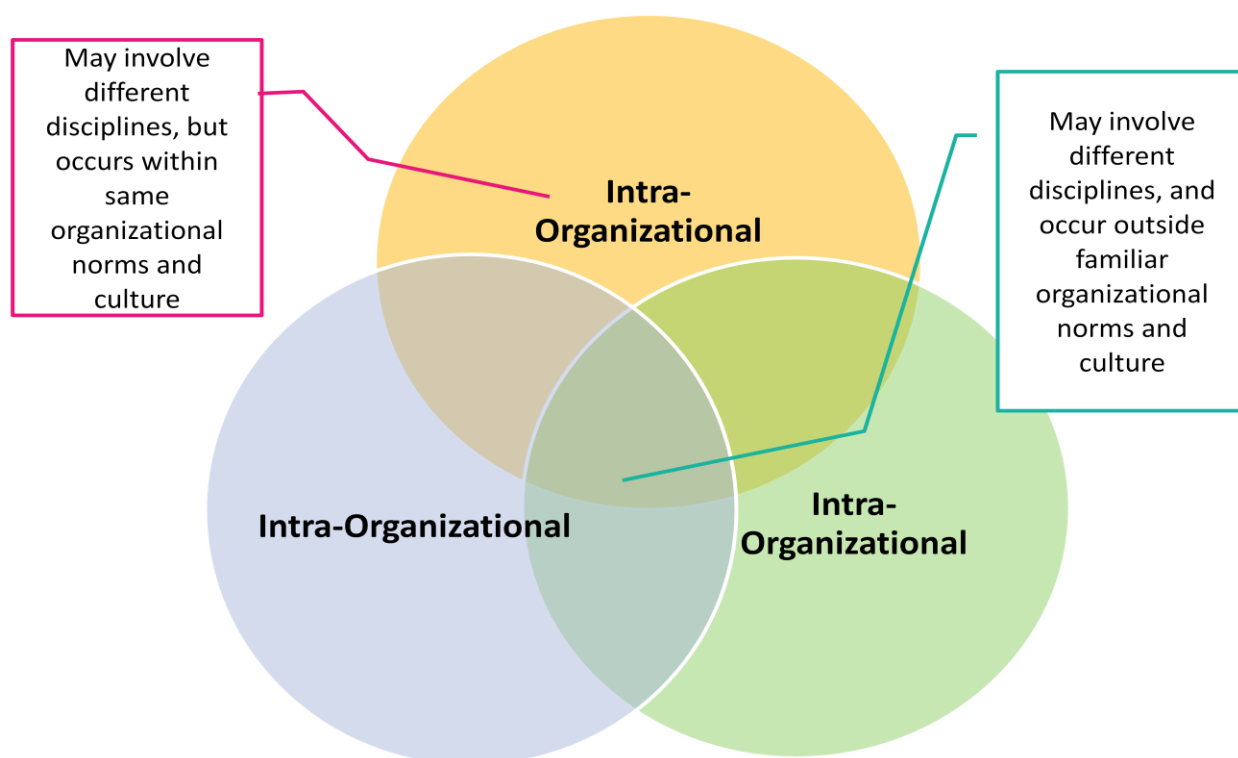 May involve
different
disciplines, but
occurs within
same
organizational
norms and
culture
Intra-
Organizational
May involve
different
disciplines, and
occur outside
familiar
organizational
norms and
culture
Intra-Organizational
Intra-
Organizational